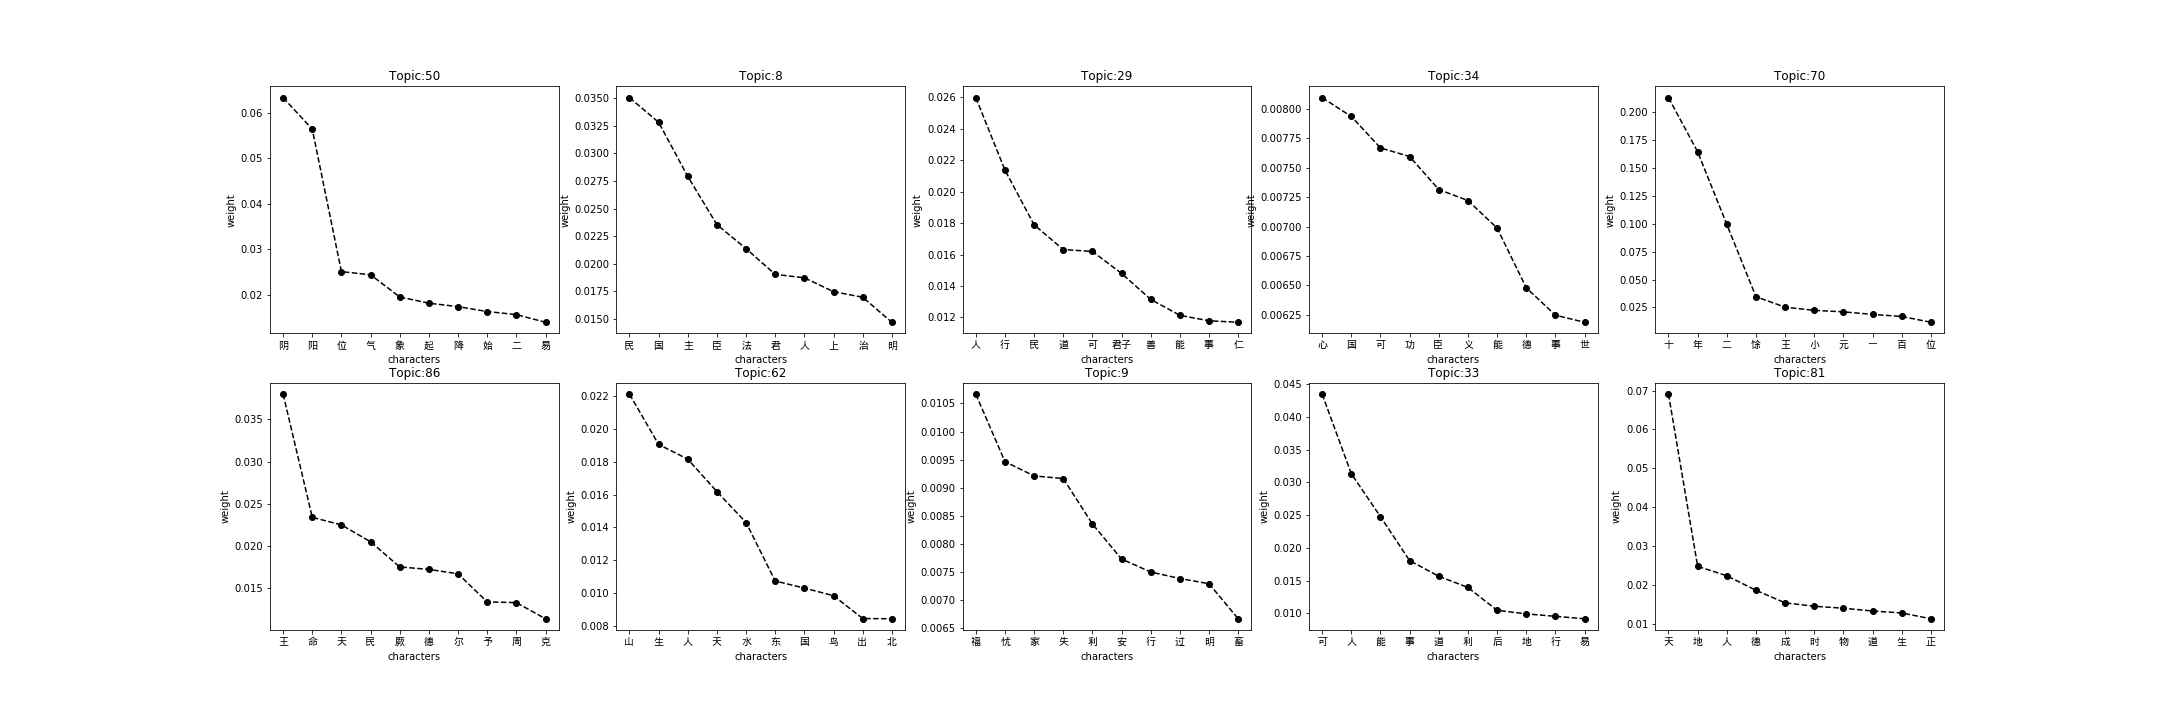 Topic:50
0.06
0.05
0.04
0.03
0.02
weight
阴 阳 位 气 象 起 降 始 二 易
characters
Topic:8
0.0350
0.0325
0.0300
0.0275
0.0250
0.0225
0.0200
0.0175
0.0150
weight
民 国 主 臣 法 君 人 上 治 明
characters
Topic:29
0.026
0.024
0.022
0.020
0.018
0.016
0.014
0.012
weight
人 行 民 道 可 君子 善 能 事 仁
characters
Topic:34
0.00800
0.00775
0.00750
0.00725
0.00700
0.00675
0.00650
0.00625
weight
心 国 可 功 臣 义 能 德 事 世
characters
Topic:70
0.200
0.175
0.150
0.125
0.100
0.075
0.050
0.025
weight
十 年 二 馀 王 小 元 一 百 位
characters
Topic:86
0.035
0.030
0.025
0.020
0.015
weight
王 命 天 民 厥 德 尔 予 周 克
characters
Topic:62
0.022
0.020
0.018
0.016
0.014
0.012
0.010
0.008
weight
山 生 人 天 水 东 国 鸟 出 北
characters
Topic:9
0.0105
0.0100
0.0095
0.0090
0.0085
0.0080
0.0075
0.0070
0.0065
weight
福 忧 家 失 利 安 行 过 明 畜
characters
Topic:33
0.045
0.040
0.035
0.030
0.025
0.020
0.015
0.010
weight
可 人 能 事 道 利 后 地 行 易
characters
Topic:81
0.07
0.06
0.05
0.04
0.03
0.02
0.01
weight
天 地 人 德 成 时 物 道 生 正
characters